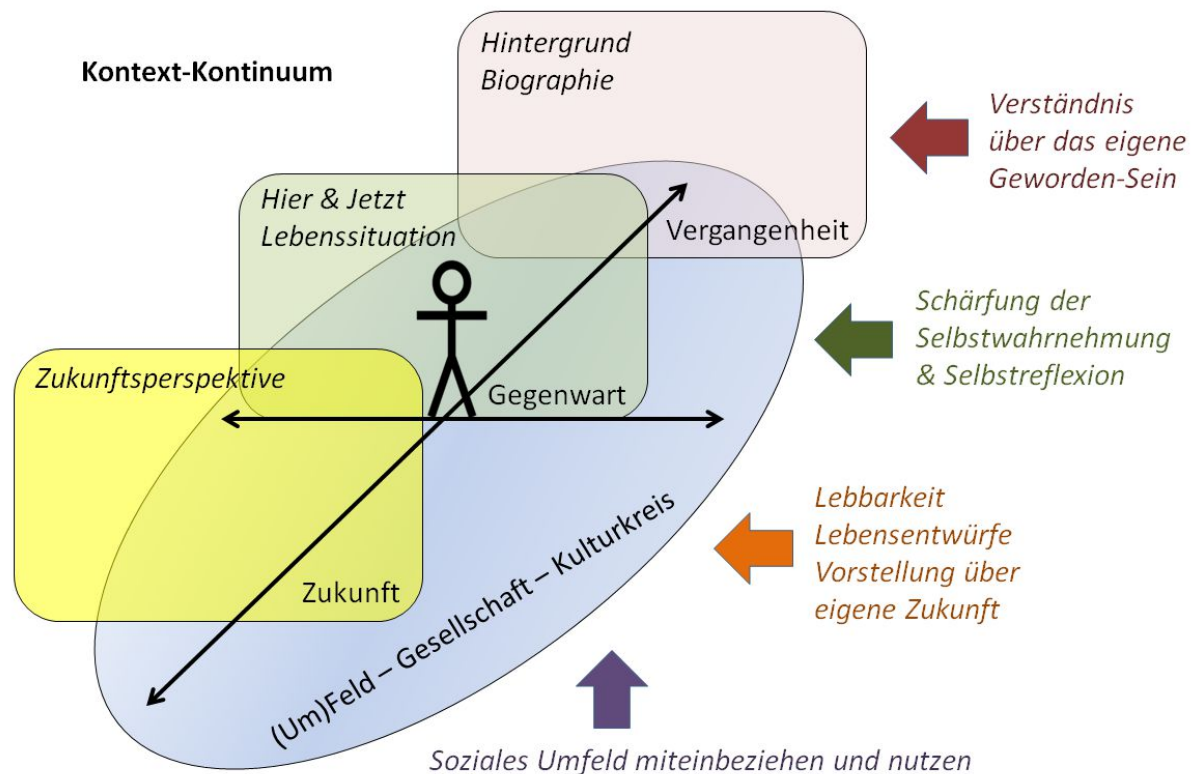 Kontext-Kontinuum
Hintergrund
Biographie
Vergangenheit
Verständnis
über das eigene
Geworden-Sein
Hier & Jetzt
Lebenssituation
Gegenwart
Schärfung der
Selbstwahrnehmung
& Selbstreflexion
Zukunftsperspektive
Zukunft
Lebbarkeit
Lebensentwürfe
Vorstellung über
eigene Zukunft
(Um)Feld – Gesellschaft – Kulturkreis
Soziales Umfeld miteinbeziehen und nutzen